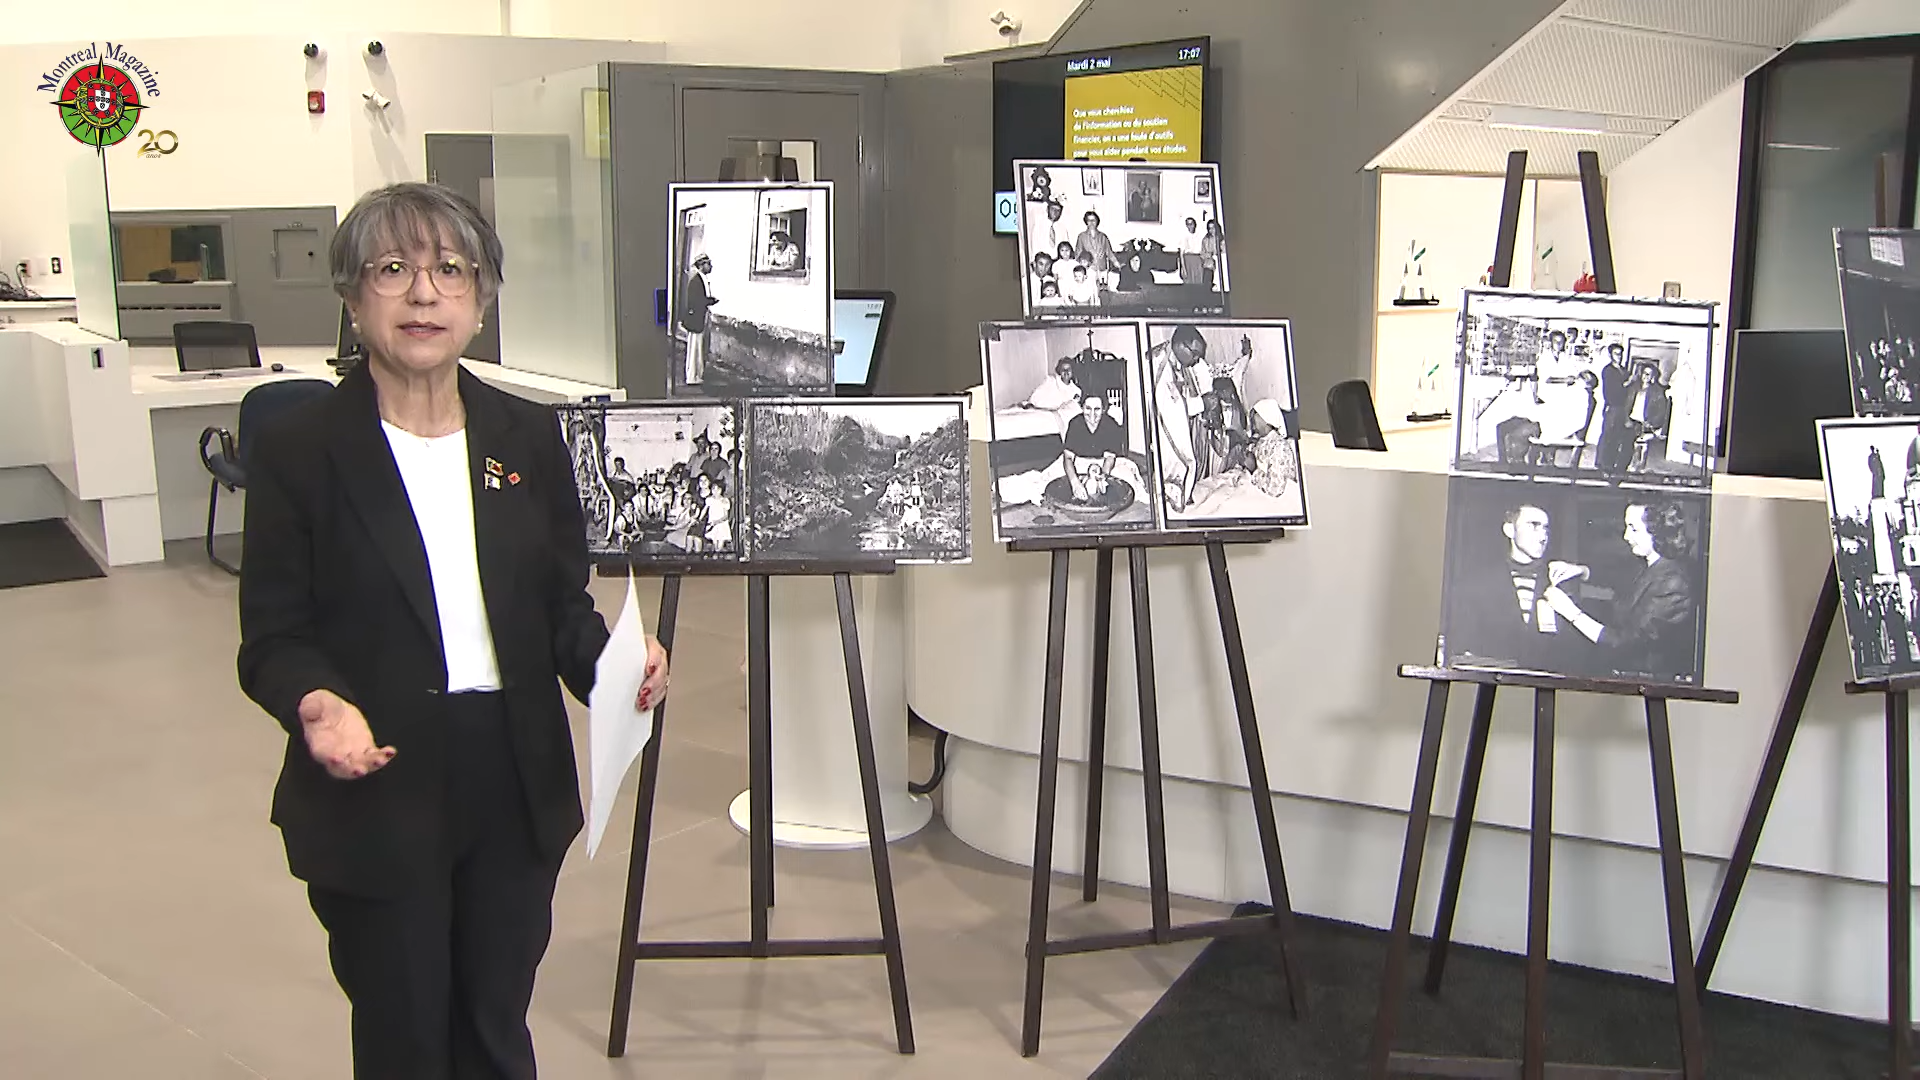 Montreal Magazine
20
anos
Mardi 2 mai
17:07
Que vous cherchiez
de l'information ou du soutien
financier, on a une foule d'outils
pour vous aider pendant vos études.
1